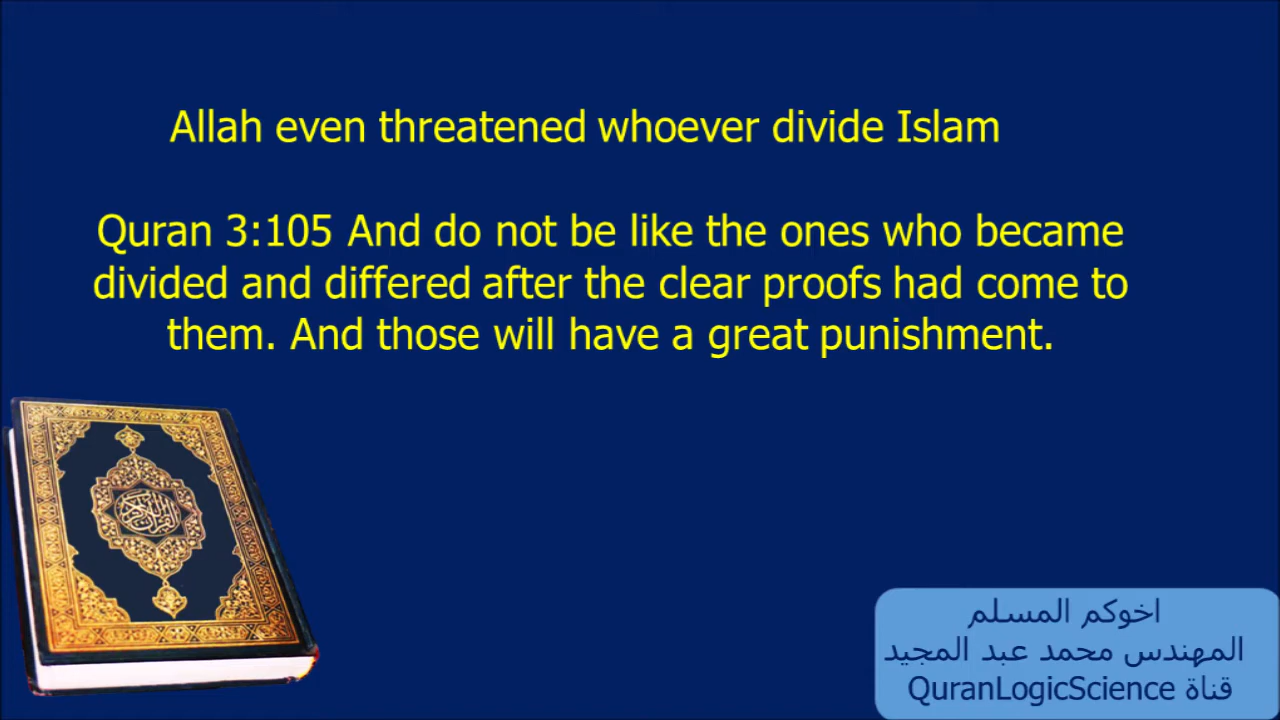 Allah even threatened whoever divide Islam
Quran 3:105 And do not be like the ones who became
divided and differed after the clear proofs had come to
them. And those will have a great punishment.
اخوكم المسلم
المهندس محمد عبد المجيد
قناة QuranLogicScience